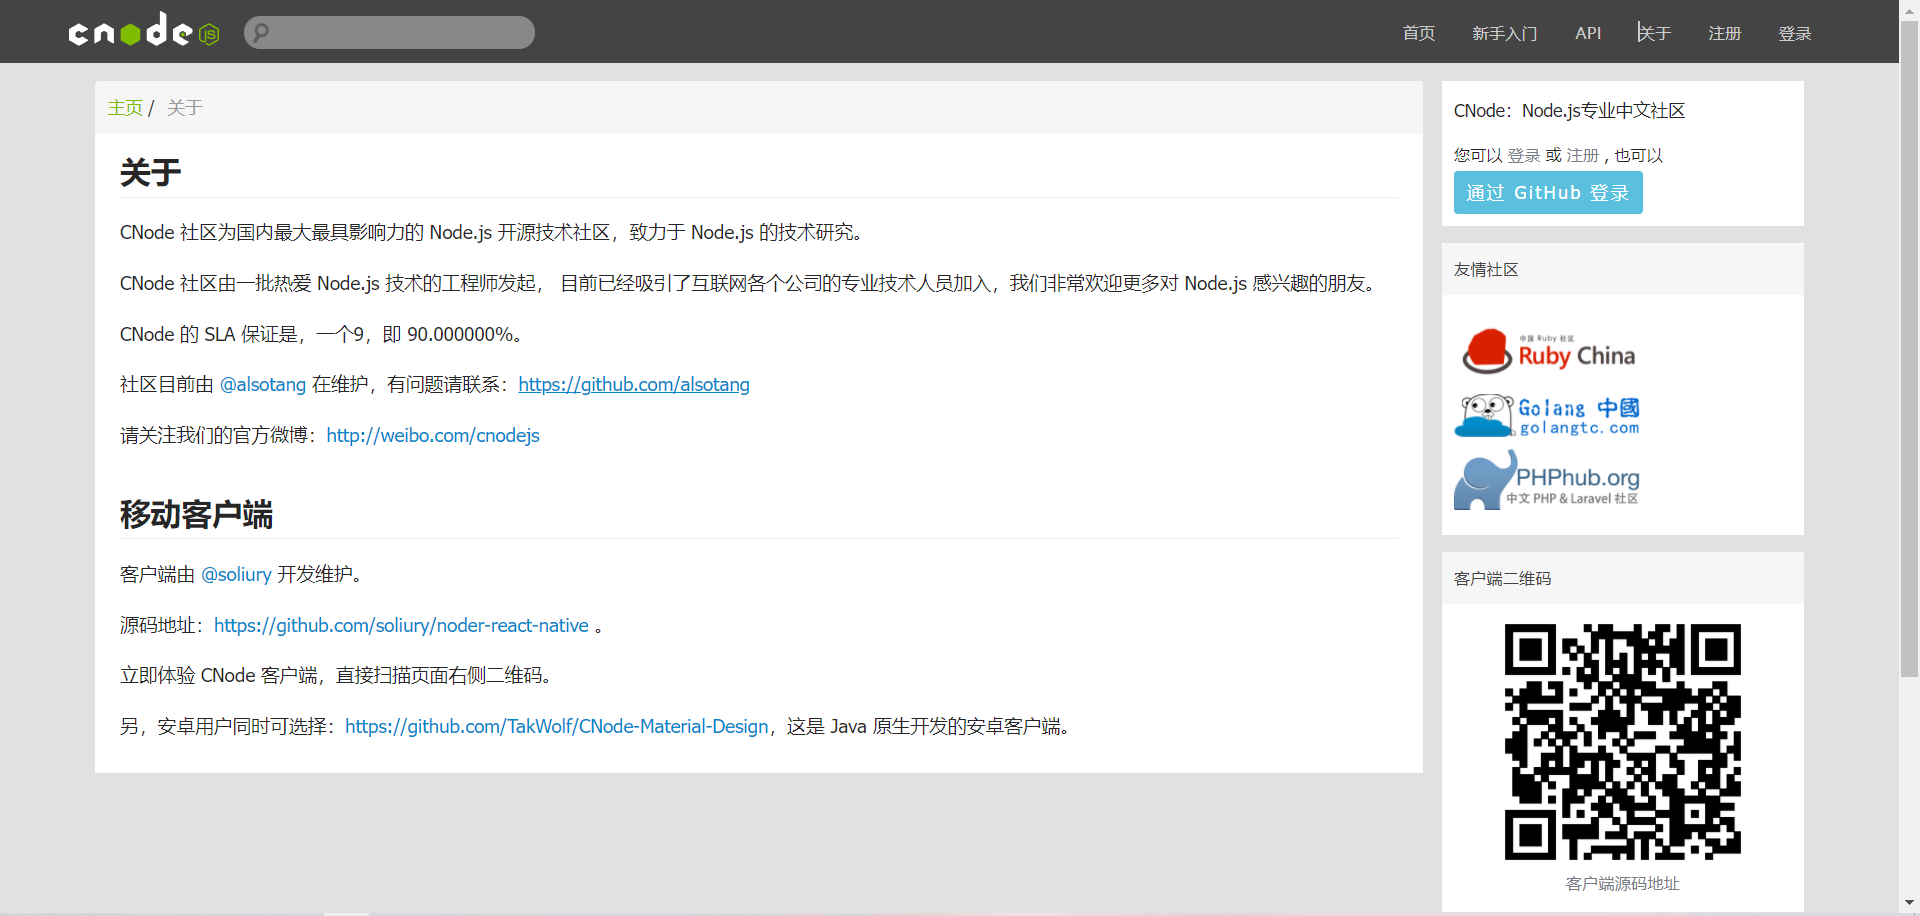 cnode JS
首页 新手入门 API 关于 注册 登录
主页 / 关于
关于
CNode 社区为国内最大最具影响力的 Node.js 开源技术社区，致力于 Node.js 的技术研究。
CNode 社区由一批热爱 Node.js 技术的工程师发起， 目前已经吸引了互联网各个公司的专业技术人员加入，我们非常欢迎更多对 Node.js 感兴趣的朋友。
CNode 的 SLA 保证是，一个9，即 90.000000%。
社区目前由 @alsotang 在维护，有问题请联系：https://github.com/alsotang
请关注我们的官方微博：http://weibo.com/cnodejs
移动客户端
客户端由 @soliury 开发维护。
源码地址：https://github.com/soliury/noder-react-native 。
立即体验 CNode 客户端，直接扫描页面右侧二维码。
另，安卓用户同时可选择：https://github.com/TakWolf/CNode-Material-Design，这是 Java 原生开发的安卓客户端。
CNode：Node.js专业中文社区
您可以 登录 或 注册 , 也可以
通过 GitHub 登录
友情社区
中国 Ruby 社区
Ruby China
Golang 中國
golangtc.com
PHPhub.org
中文 PHP & Laravel 社区
客户端二维码
客户端源码地址